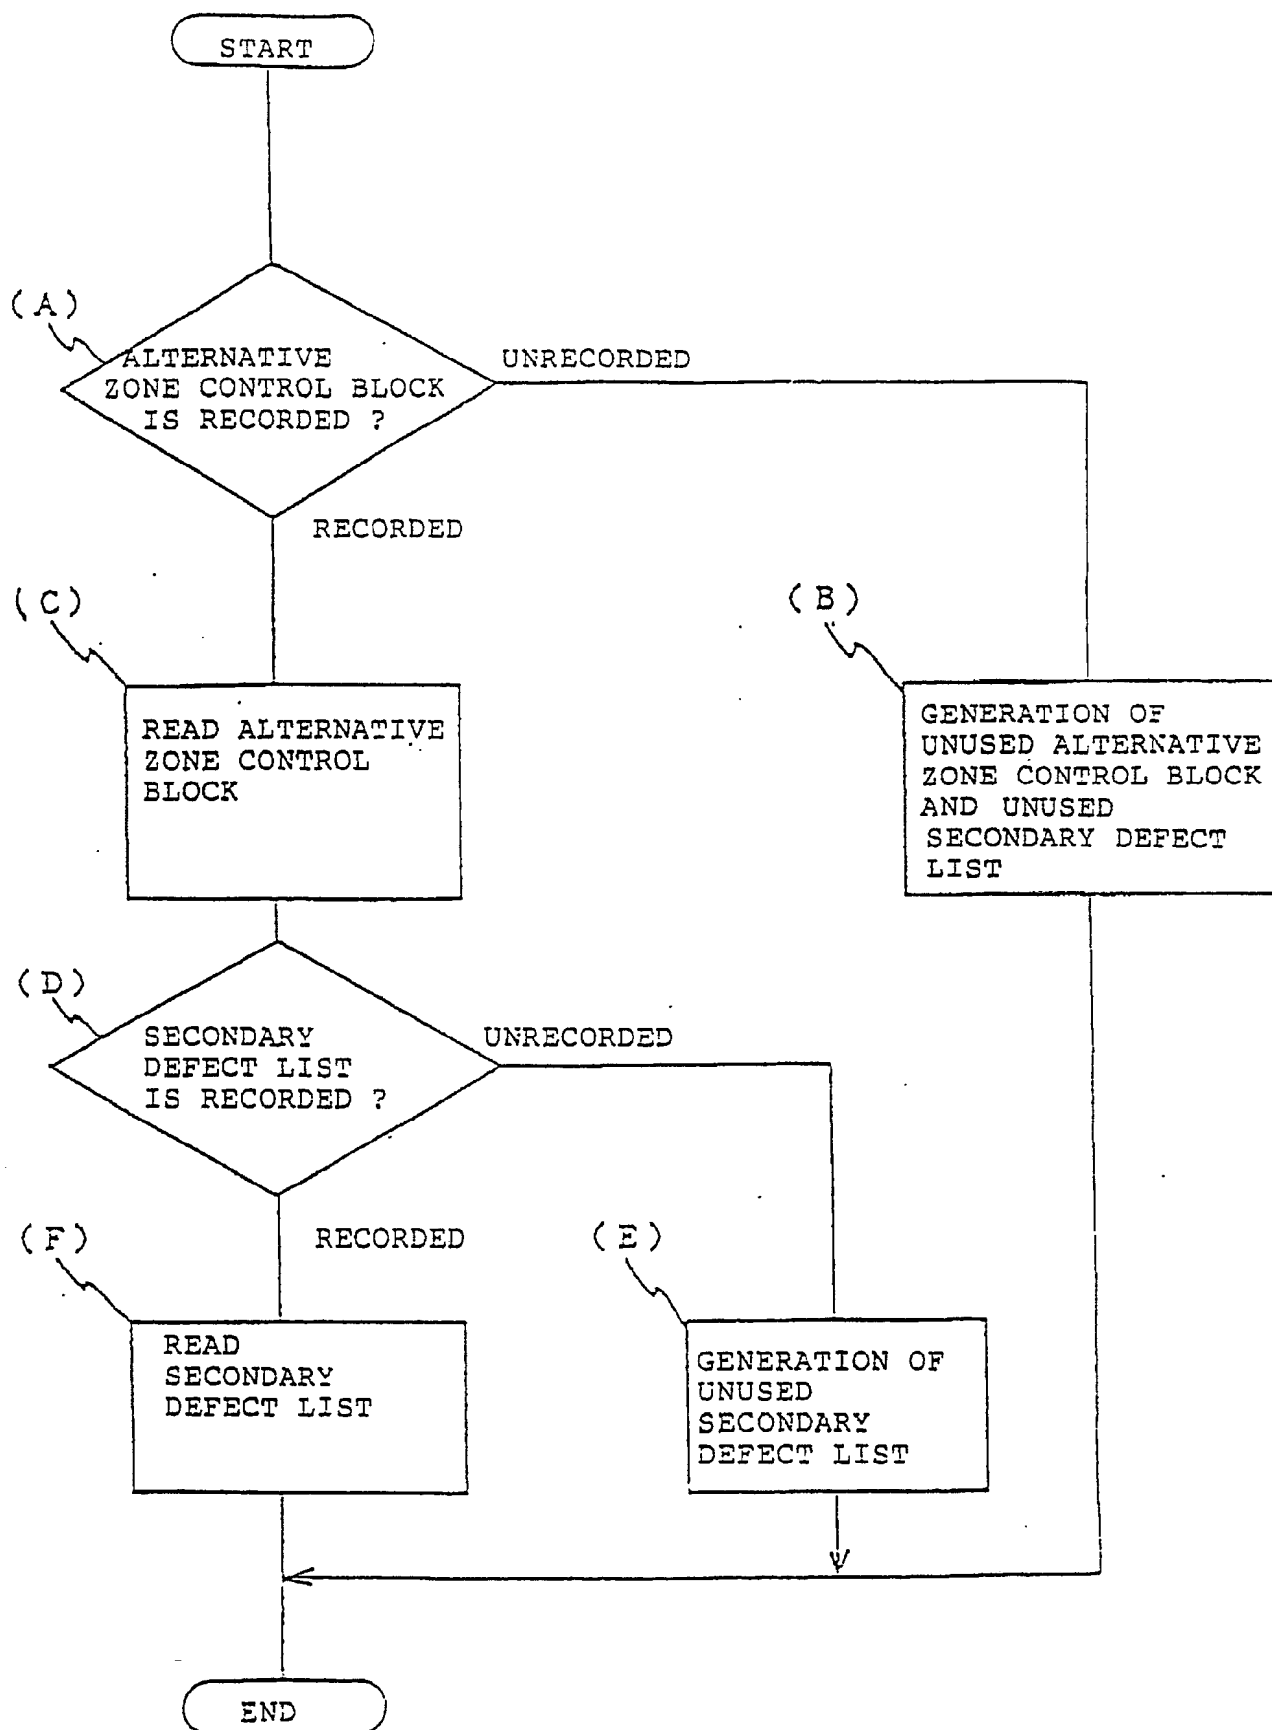 START
(A)
ALTERNATIVE
ZONE CONTROL BLOCK
IS RECORDED ?
UNRECORDED
RECORDED
(C)
READ ALTERNATIVE
ZONE CONTROL
BLOCK
(B)
GENERATION OF
UNUSED ALTERNATIVE
ZONE CONTROL BLOCK
AND UNUSED
SECONDARY DEFECT
LIST
(D)
SECONDARY
DEFECT LIST
IS RECORDED ?
UNRECORDED
RECORDED
(F)
READ
SECONDARY
DEFECT LIST
(E)
GENERATION OF
UNUSED
SECONDARY
DEFECT LIST
END